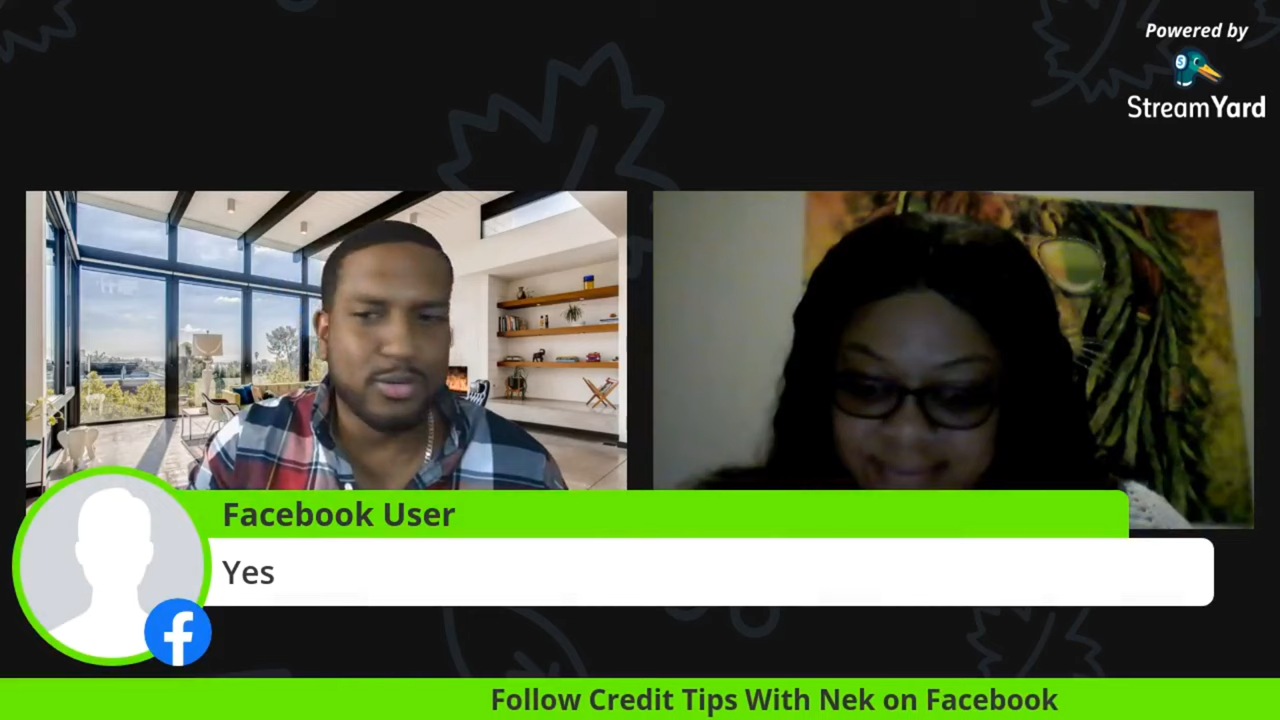 Powered by
StreamYard
Facebook User
Yes
Follow Credit Tips With Nek on Facebook